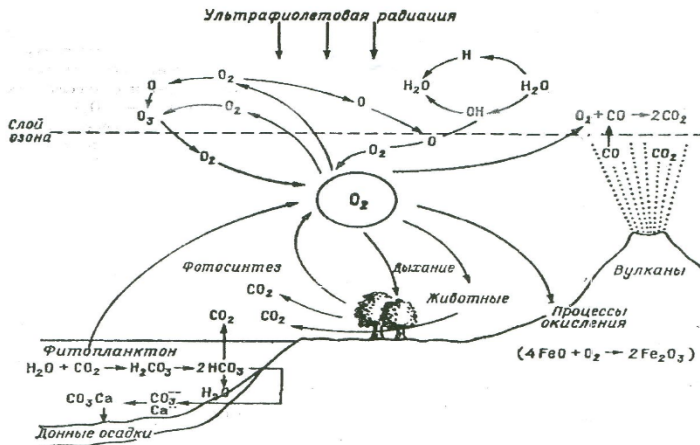 Ультрафиолетовая радиация
H
O O₂ H₂O H₂O
O
O₃ O₂ OH O₁ + CO → 2CO₂
Слой озона
O₂ O₂ O CO CO₂
O₂
Фотосинтез Дыхание Вулканы
CO₂ Животные
CO₂ CO₂ Процессы окисления
Фитопланктон
H₂O + CO₂ → H₂CO₃ → 2HCO₃ (4FeO + O₂ → 2Fe₂O₃)
H₂O
CO₃Ca ← CO₃⁻⁻
Ca
Донные осадки